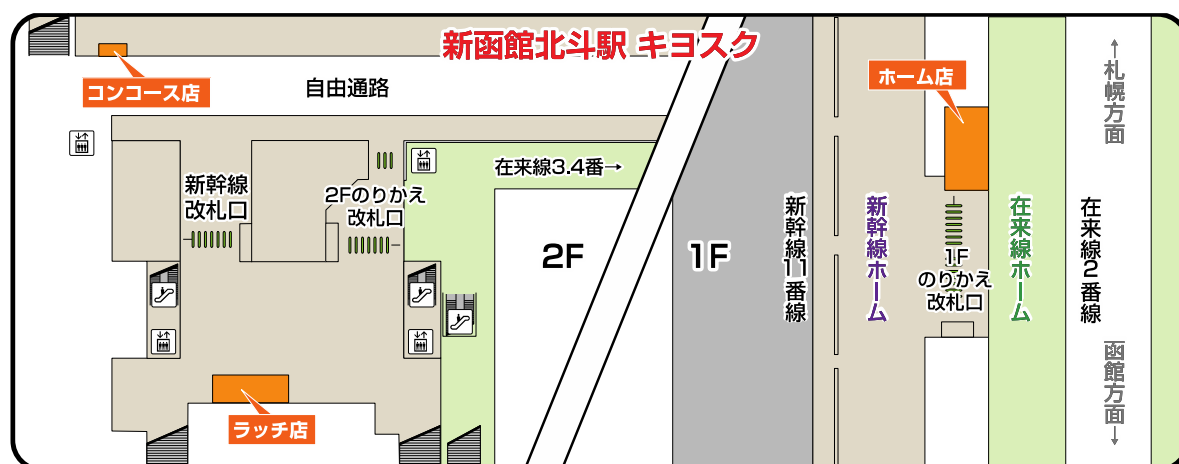 新函館北斗駅 キヨスク
コンコース店
自由通路
ホーム店
↑札幌方面
新幹線
改札口
2Fのりかえ
改札口
在来線3.4番→
2F
1F
新幹線11番線
新幹線ホーム
1F
のりかえ
改札口
在来線ホーム
在来線2番線
函館方面↓
ラッチ店